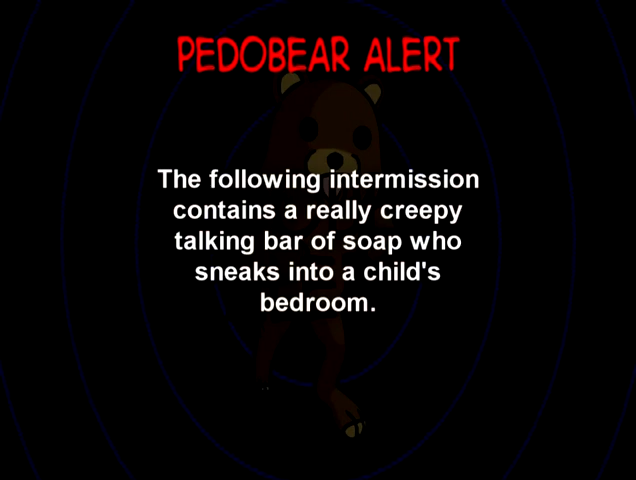 PEDOBEAR ALERT
The following intermission
contains a really creepy
talking bar of soap who
sneaks into a child's
bedroom.